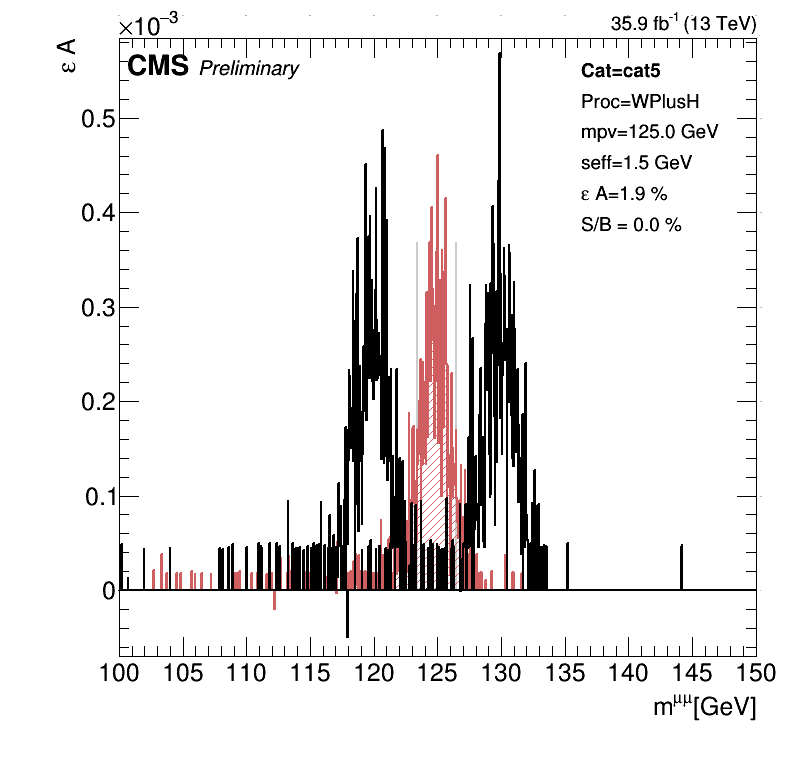 ×10⁻³
35.9 fb⁻¹ (13 TeV)
ε A
CMS Preliminary
Cat=cat5
Proc=WPlusH
mpv=125.0 GeV
seff=1.5 GeV
ε A=1.9 %
S/B = 0.0 %
0.5
0.4
0.3
0.2
0.1
0
100 105 110 115 120 125 130 135 140 145 150
m^μμ[GeV]